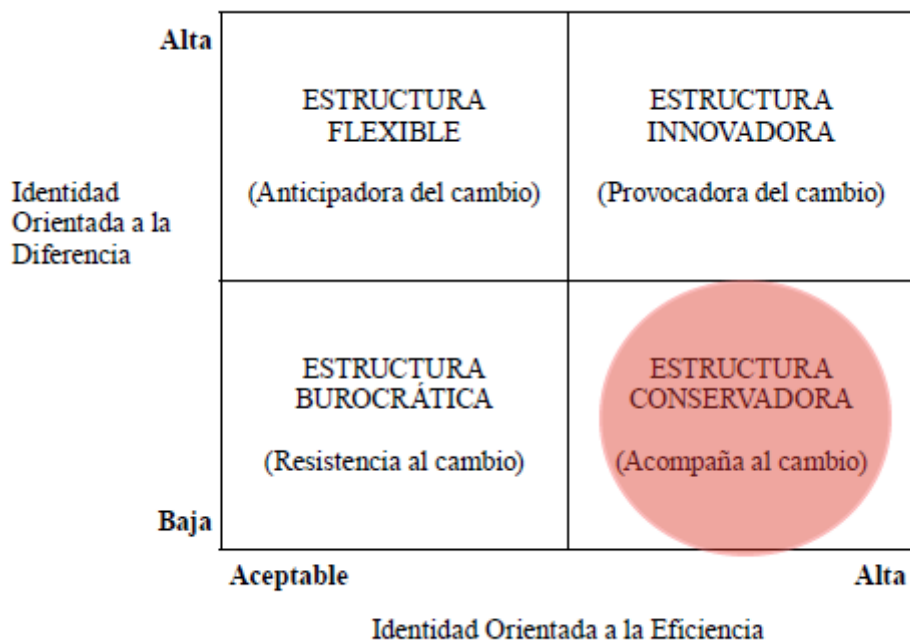 Alta
ESTRUCTURA
FLEXIBLE
(Anticipadora del cambio)
ESTRUCTURA
INNOVADORA
(Provocadora del cambio)
Identidad
Orientada a la
Diferencia
ESTRUCTURA
BUROCRÁTICA
(Resistencia al cambio)
ESTRUCTURA
CONSERVADORA
(Acompaña al cambio)
Baja
Aceptable
Alta
Identidad Orientada a la Eficiencia